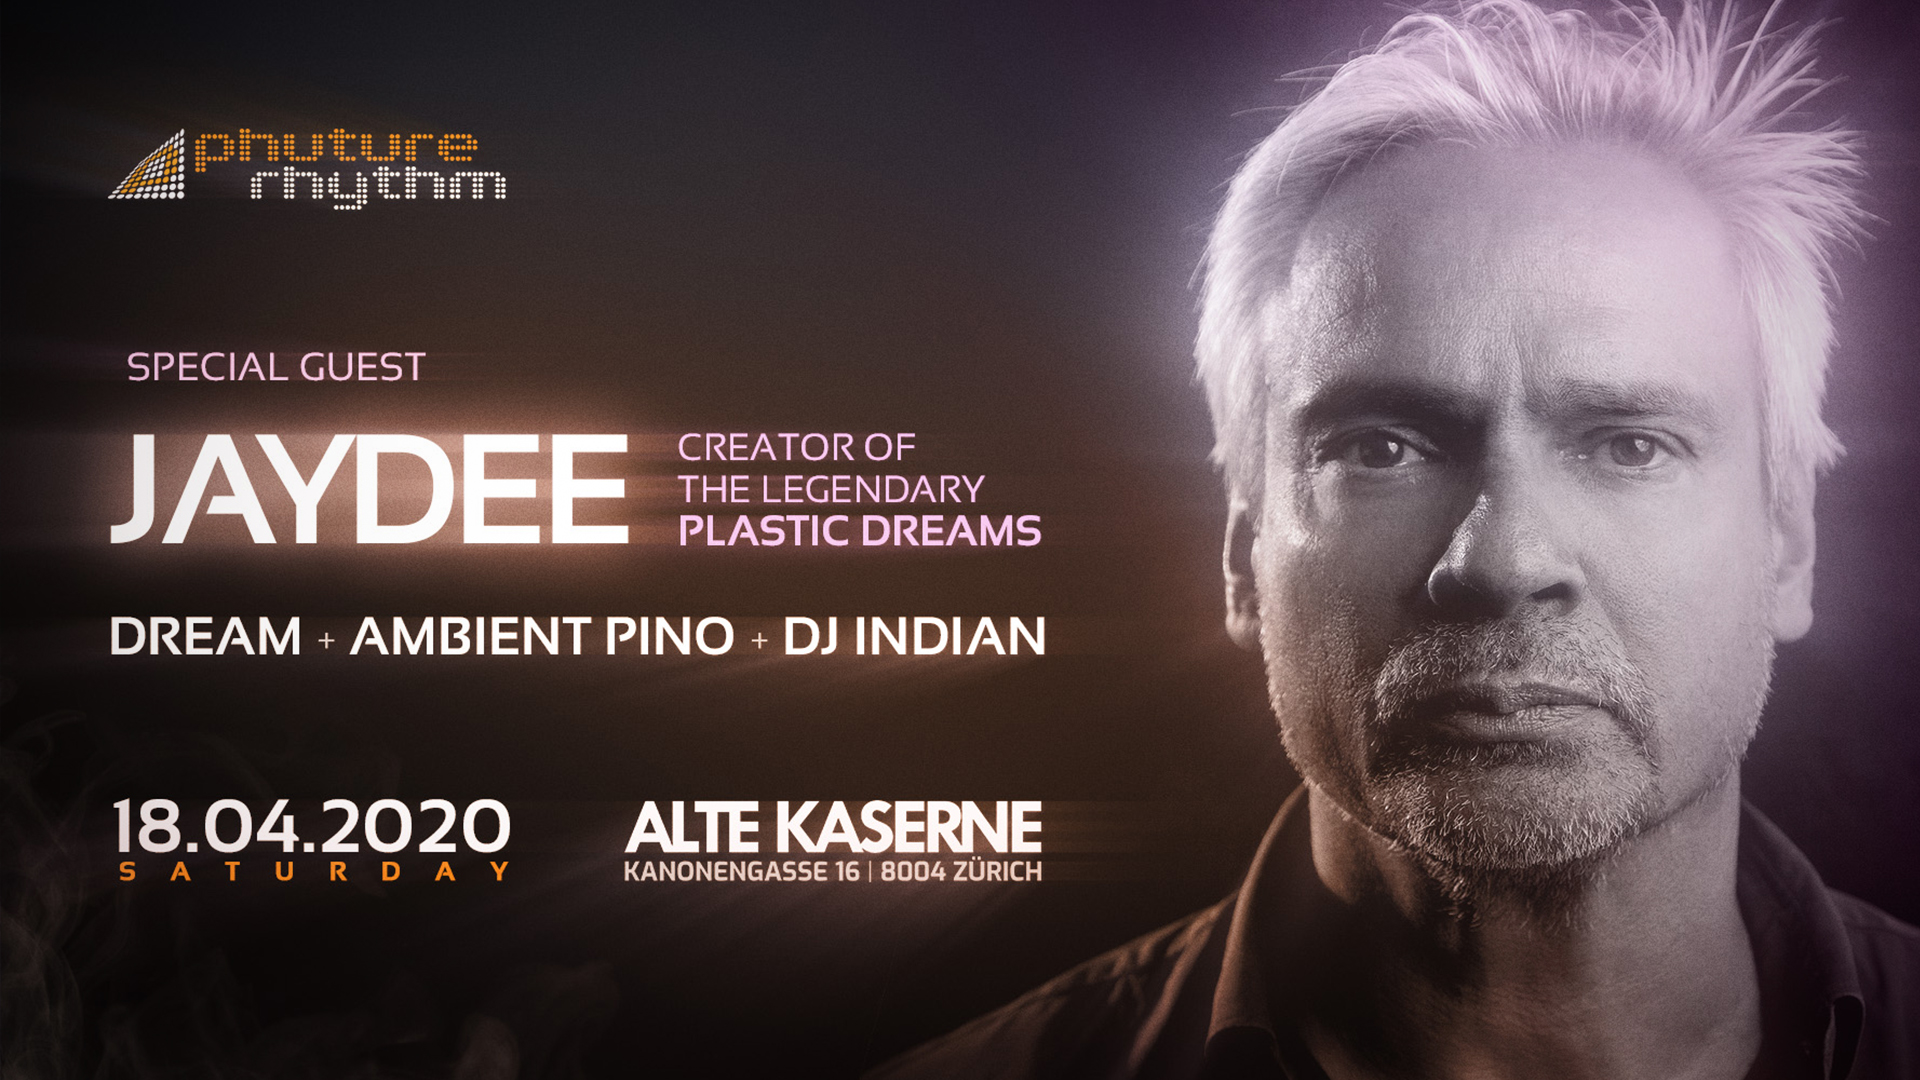 phuture
rhythm
SPECIAL GUEST
JAYDEE
CREATOR OF
THE LEGENDARY
PLASTIC DREAMS
DREAM + AMBIENT PINO + DJ INDIAN
18.04.2020
SATURDAY
ALTE KASERNE
KANONENGASSE 16 | 8004 ZÜRICH